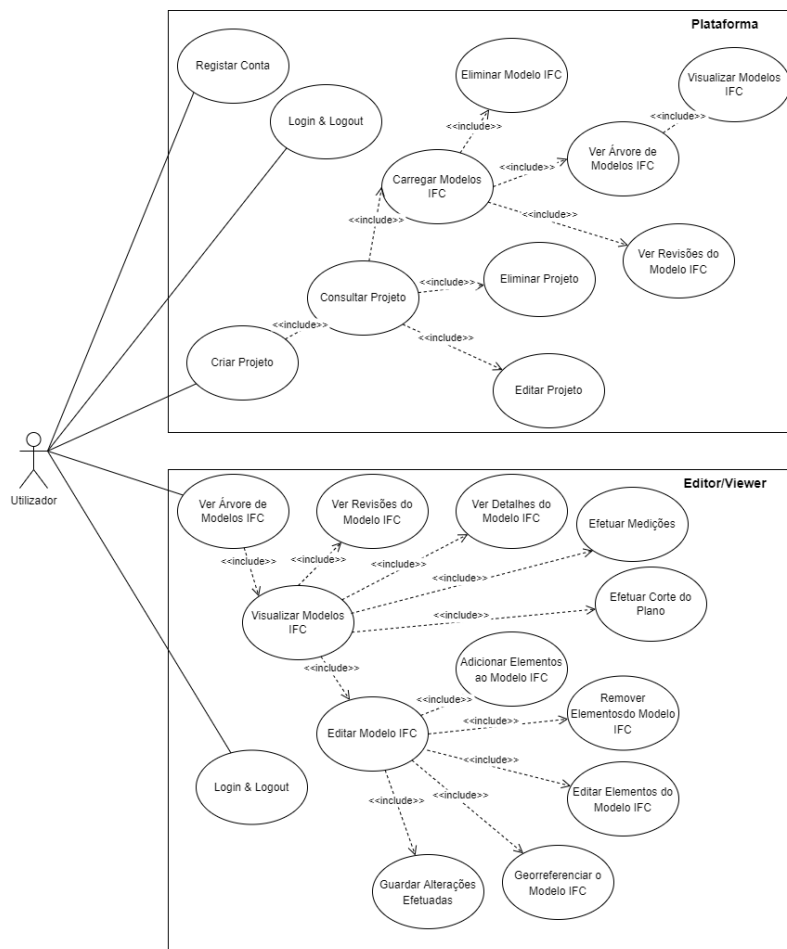 Plataforma
Registar Conta
Eliminar Modelo IFC
Visualizar Modelos
IFC
Login & Logout
<<include>>
<<include>>
Ver Árvore de
Modelos IFC
<<include>>
Carregar Modelos
IFC
<<include>>
<<include>>
Ver Revisões do
Modelo IFC
Consultar Projeto
<<include>>
Eliminar Projeto
<<include>>
<<include>>
Criar Projeto
Editar Projeto
Utilizador
Editor/Viewer
Ver Árvore de
Modelos IFC
Ver Revisões do
Modelo IFC
Ver Detalhes do
Modelo IFC
Efetuar Medições
<<include>>
<<include>>
<<include>>
<<include>>
Efetuar Corte do
Plano
Visualizar Modelos
IFC
<<include>>
<<include>>
Adicionar Elementos
ao Modelo IFC
<<include>>
Remover
Elementosdo Modelo
IFC
Editar Modelo IFC
<<include>>
<<include>>
Editar Elementos do
Modelo IFC
Login & Logout
<<include>>
<<include>>
Guardar Alterações
Efetuadas
Georreferenciar o
Modelo IFC